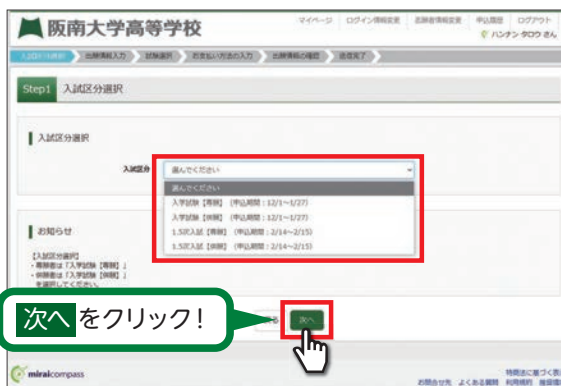 阪南大学高等学校
マイページ ログイン情報変更 志願者情報変更 申込履歴 ログアウト
ハンナン タロウ さん
入試区分選択 出願情報入力 試験選択 お支払い方法の入力 出願情報の確認 送信完了
Step1 入試区分選択
入試区分選択
入試区分 選んでください
選んでください
入学試験【専願】 (申込期間：12/1～1/27)
入学試験【併願】 (申込期間：12/1～1/27)
1.5次入試【専願】 (申込期間：2/14～2/15)
1.5次入試【併願】 (申込期間：2/14～2/15)
お知らせ
【入試区分選択】
・専願者は「入学試験【専願】」
・併願者は「入学試験【併願】」
を選択してください。
次へ をクリック！
る 次へ
miraicompass
お問合せ先 よくある質問 利用規約 推奨環
特商法に基づく表